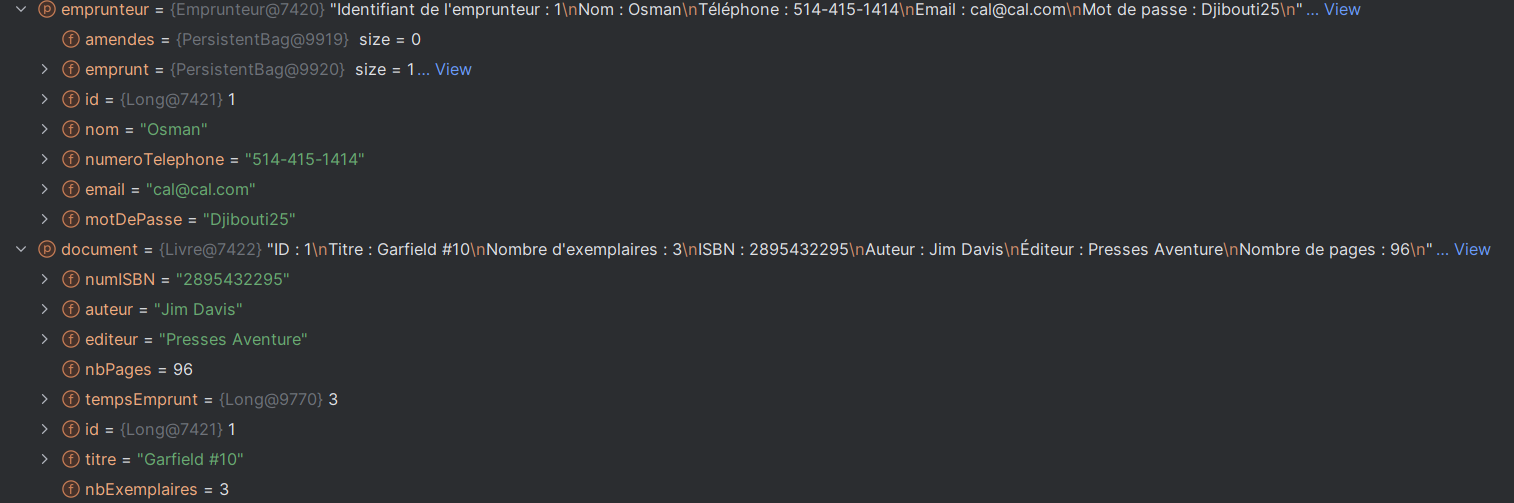 emprunteur = {Emprunteur@7420} "Identifiant de l'emprunteur : 1\nNom : Osman\nTéléphone : 514-415-1414\nEmail : cal@cal.com\nMot de passe : Djibouti25\n" ... View
f amendes = {PersistentBag@9919} size = 0
f emprunt = {PersistentBag@9920} size = 1 ... View
f id = {Long@7421} 1
f nom = "Osman"
f numeroTelephone = "514-415-1414"
f email = "cal@cal.com"
f motDePasse = "Djibouti25"
p document = {Livre@7422} "ID : 1\nTitre : Garfield #10\nNombre d'exemplaires : 3\nISBN : 2895432295\nAuteur : Jim Davis\nÉditeur : Presses Aventure\nNombre de pages : 96\n" ... View
f numISBN = "2895432295"
f auteur = "Jim Davis"
f editeur = "Presses Aventure"
f nbPages = 96
f tempsEmprunt = {Long@9770} 3
f id = {Long@7421} 1
f titre = "Garfield #10"
f nbExemplaires = 3